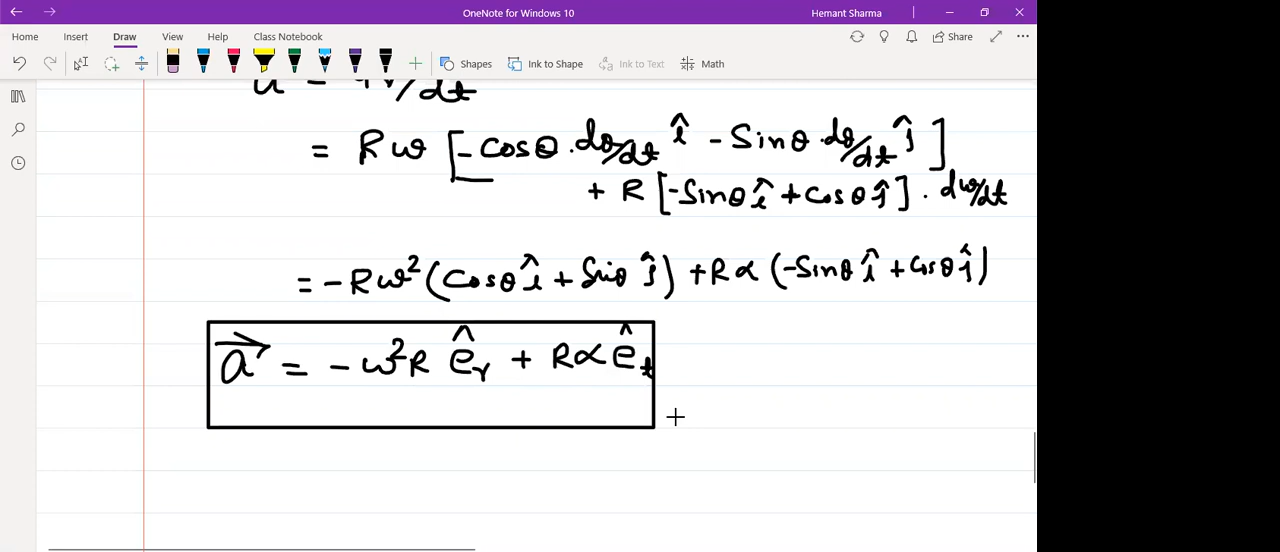 OneNote for Windows 10
Hemant Sharma
Home Insert Draw View Help Class Notebook
Share
Shapes Ink to Shape Ink to Text Math
a = dv/dt
= Rω [-cosθ . dθ/dt î - Sinθ . dθ/dt ĵ]
+ R [-Sinθ î + Cosθ ĵ] . dω/dt
= -Rω² (Cosθ î + Sinθ ĵ) + R∝ (-Sinθ î + Cosθ ĵ)
a⃗ = - ω²R êr + R∝ êt